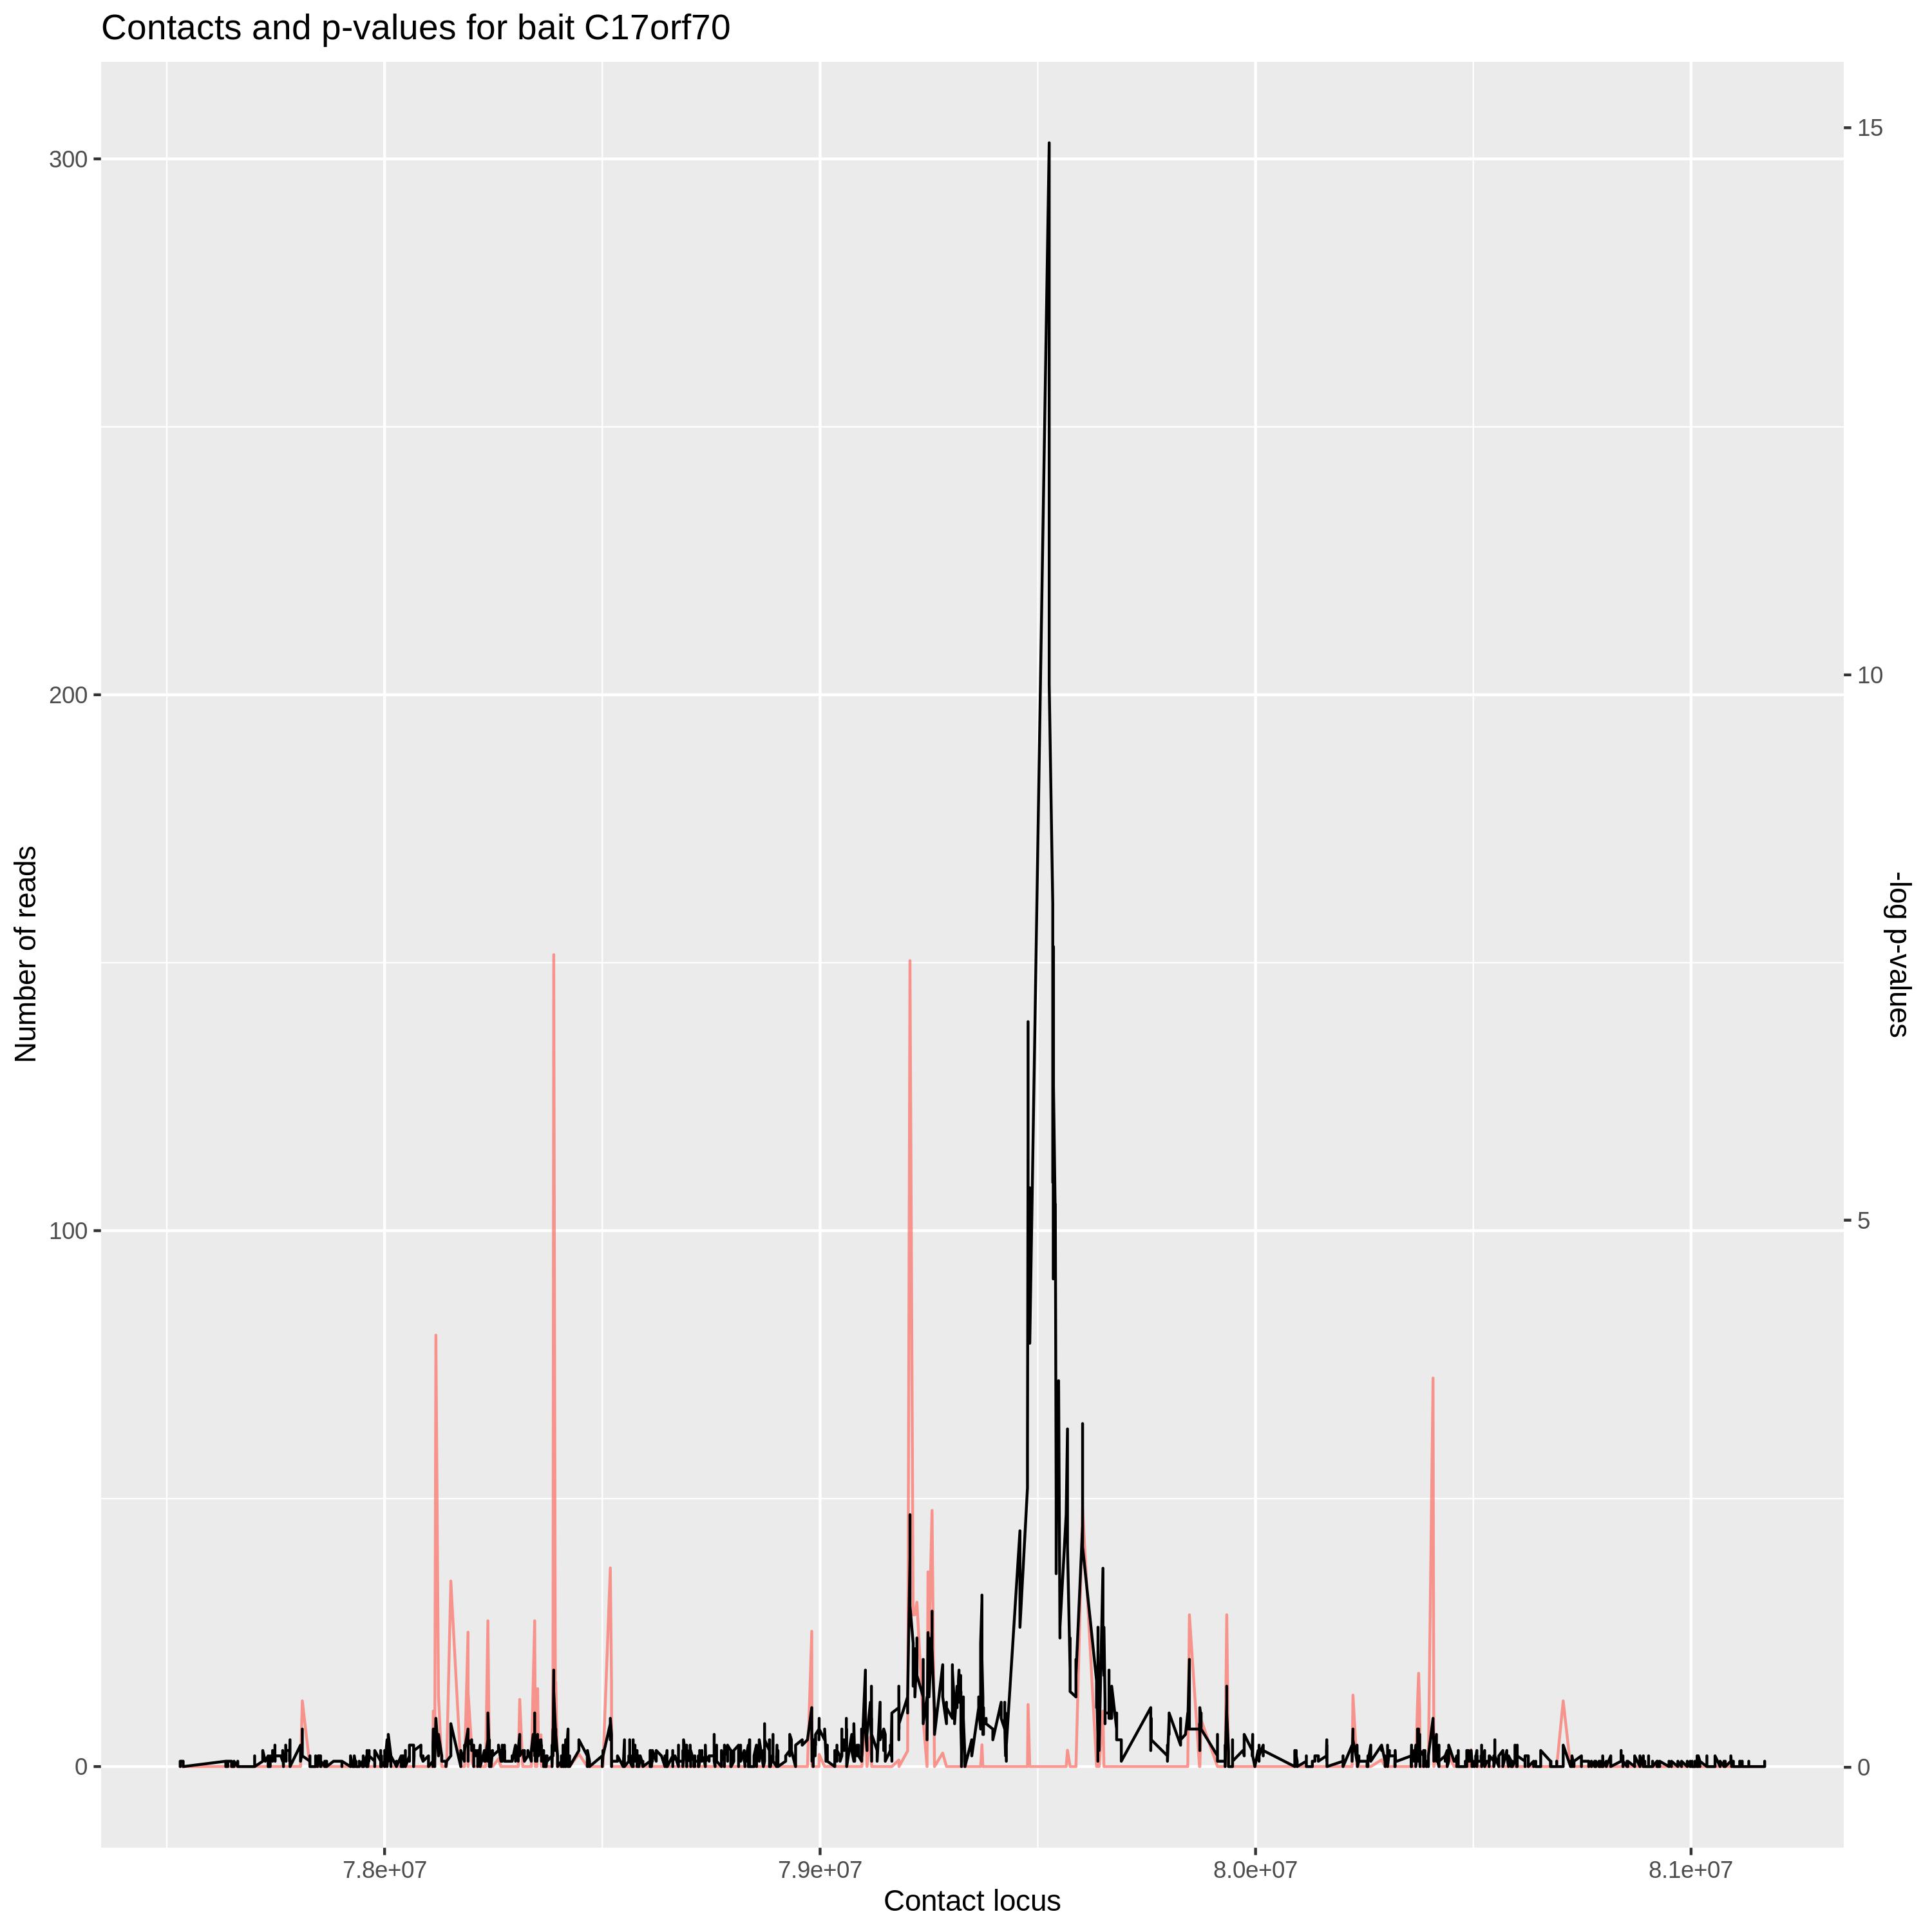 Contacts and p-values for bait C17orf70
300
200
100
0
Number of reads
15
10
5
0
-log p-values
7.8e+07
7.9e+07
8.0e+07
8.1e+07
Contact locus